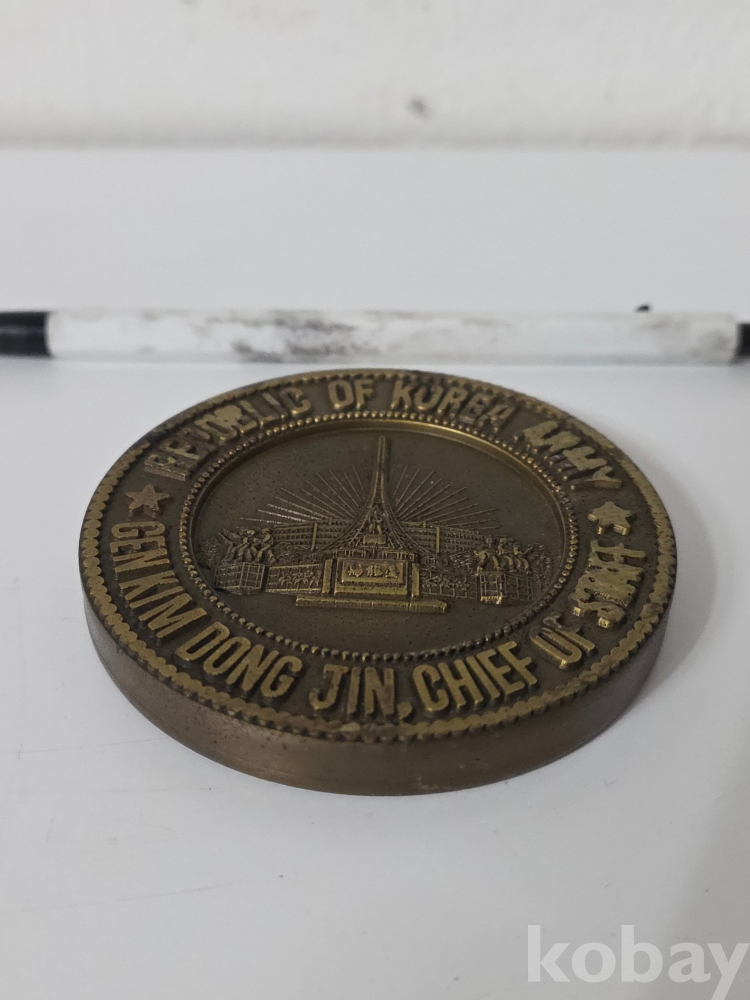 REPUBLIC OF KOREA ARMY
GEN KIM DONG JIN, CHIEF OF STAFF
kobay